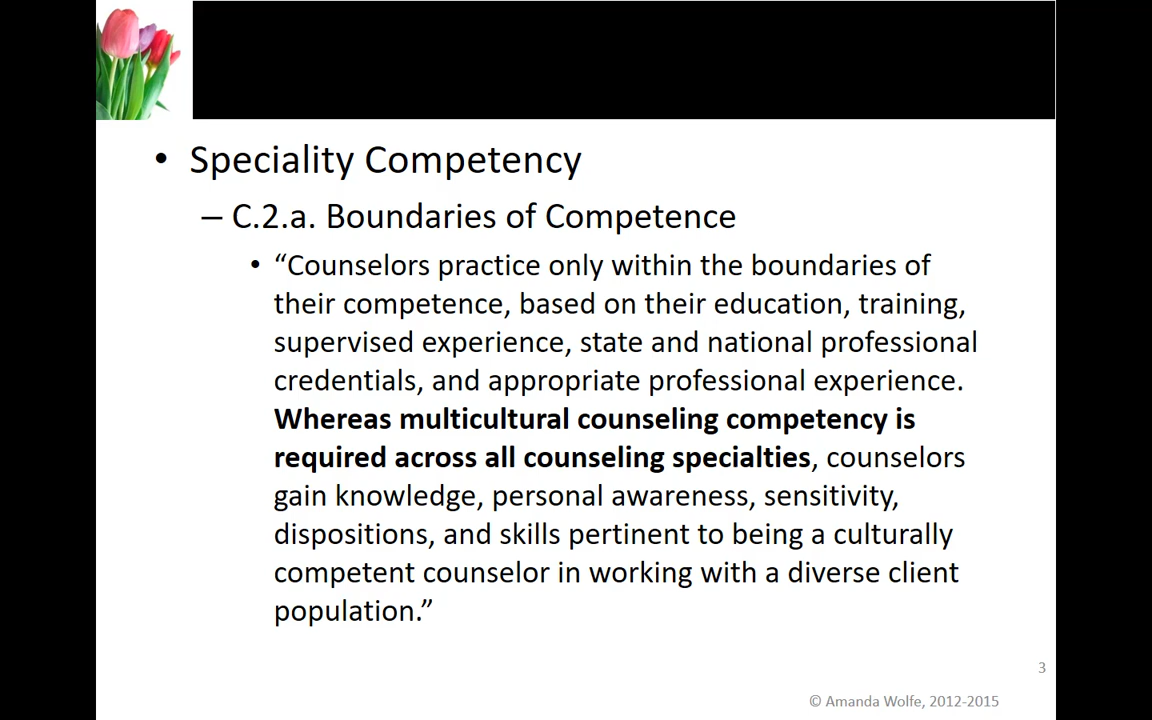 • Speciality Competency
– C.2.a. Boundaries of Competence
• “Counselors practice only within the boundaries of
their competence, based on their education, training,
supervised experience, state and national professional
credentials, and appropriate professional experience.
Whereas multicultural counseling competency is
required across all counseling specialties, counselors
gain knowledge, personal awareness, sensitivity,
dispositions, and skills pertinent to being a culturally
competent counselor in working with a diverse client
population.”
3
© Amanda Wolfe, 2012-2015